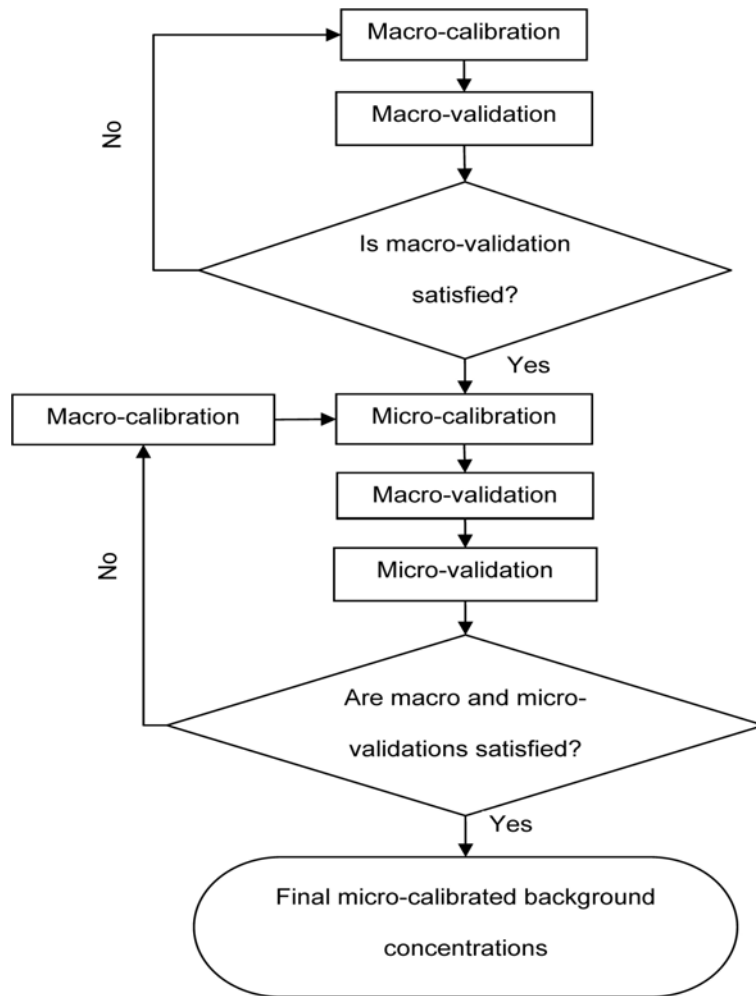 Macro-calibration
Macro-validation
No
Is macro-validation
satisfied?
Yes
Macro-calibration
Micro-calibration
Macro-validation
No
Micro-validation
Are macro and micro-
validations satisfied?
Yes
Final micro-calibrated background
concentrations